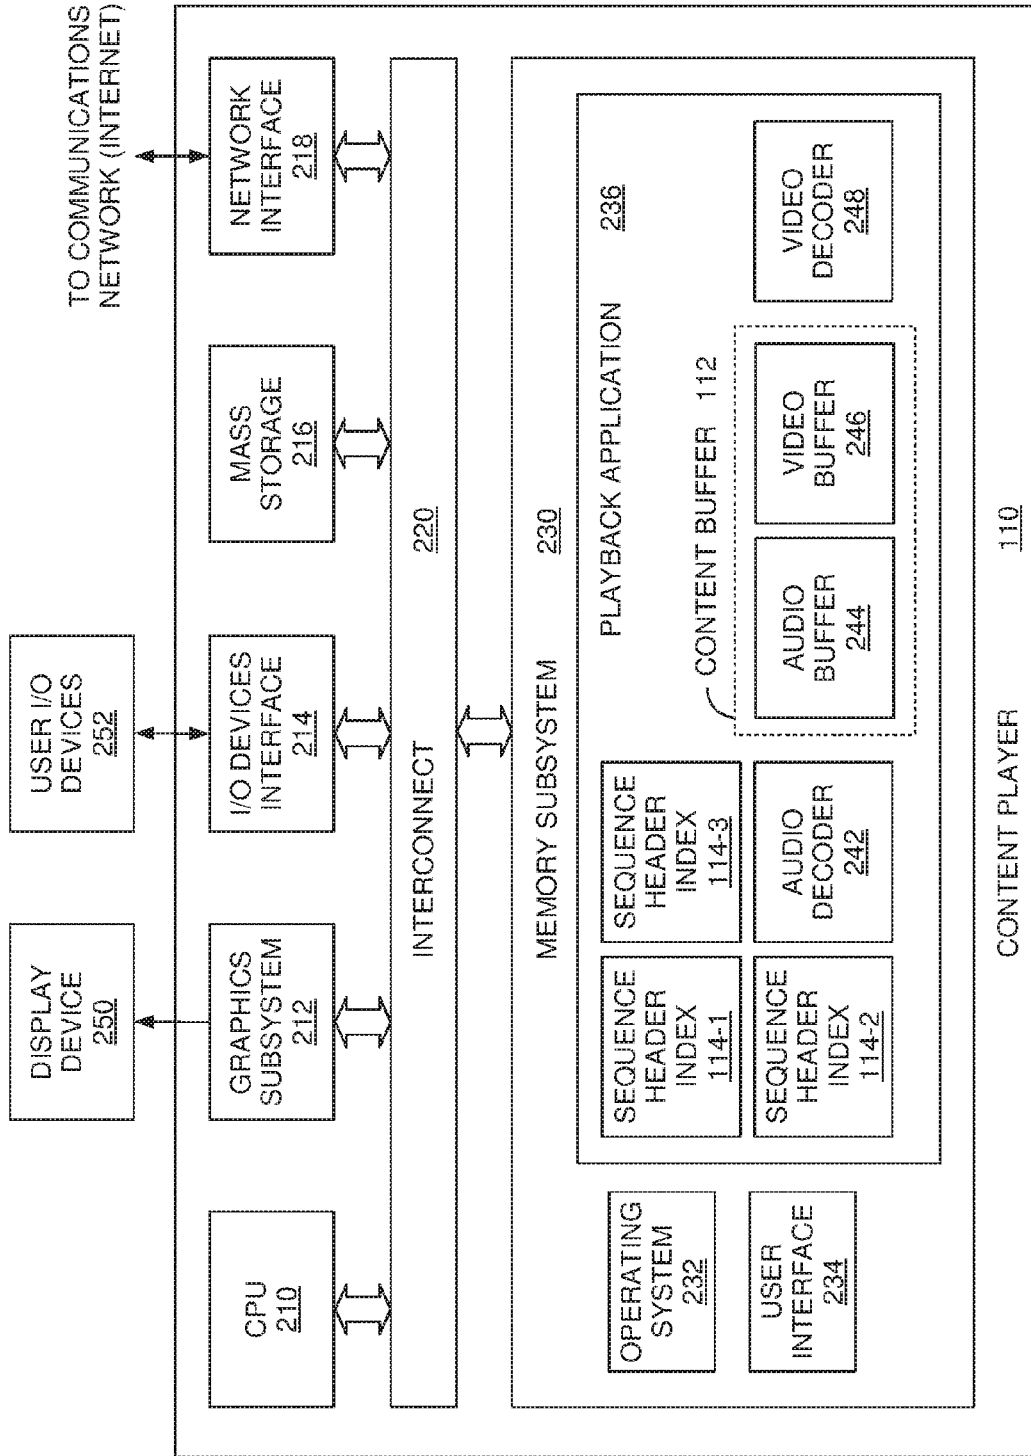 DISPLAY
DEVICE
250
USER I/O
DEVICES
252
TO COMMUNICATIONS
NETWORK (INTERNET)
CPU
210
GRAPHICS
SUBSYSTEM
212
I/O DEVICES
INTERFACE
214
MASS
STORAGE
216
NETWORK
INTERFACE
218
INTERCONNECT
220
MEMORY SUBSYSTEM
230
OPERATING
SYSTEM
232
USER
INTERFACE
234
PLAYBACK APPLICATION
236
SEQUENCE
HEADER
INDEX
114-1
SEQUENCE
HEADER
INDEX
114-3
SEQUENCE
HEADER
INDEX
114-2
AUDIO
DECODER
242
CONTENT BUFFER 112
AUDIO
BUFFER
244
VIDEO
BUFFER
246
VIDEO
DECODER
248
CONTENT PLAYER
110